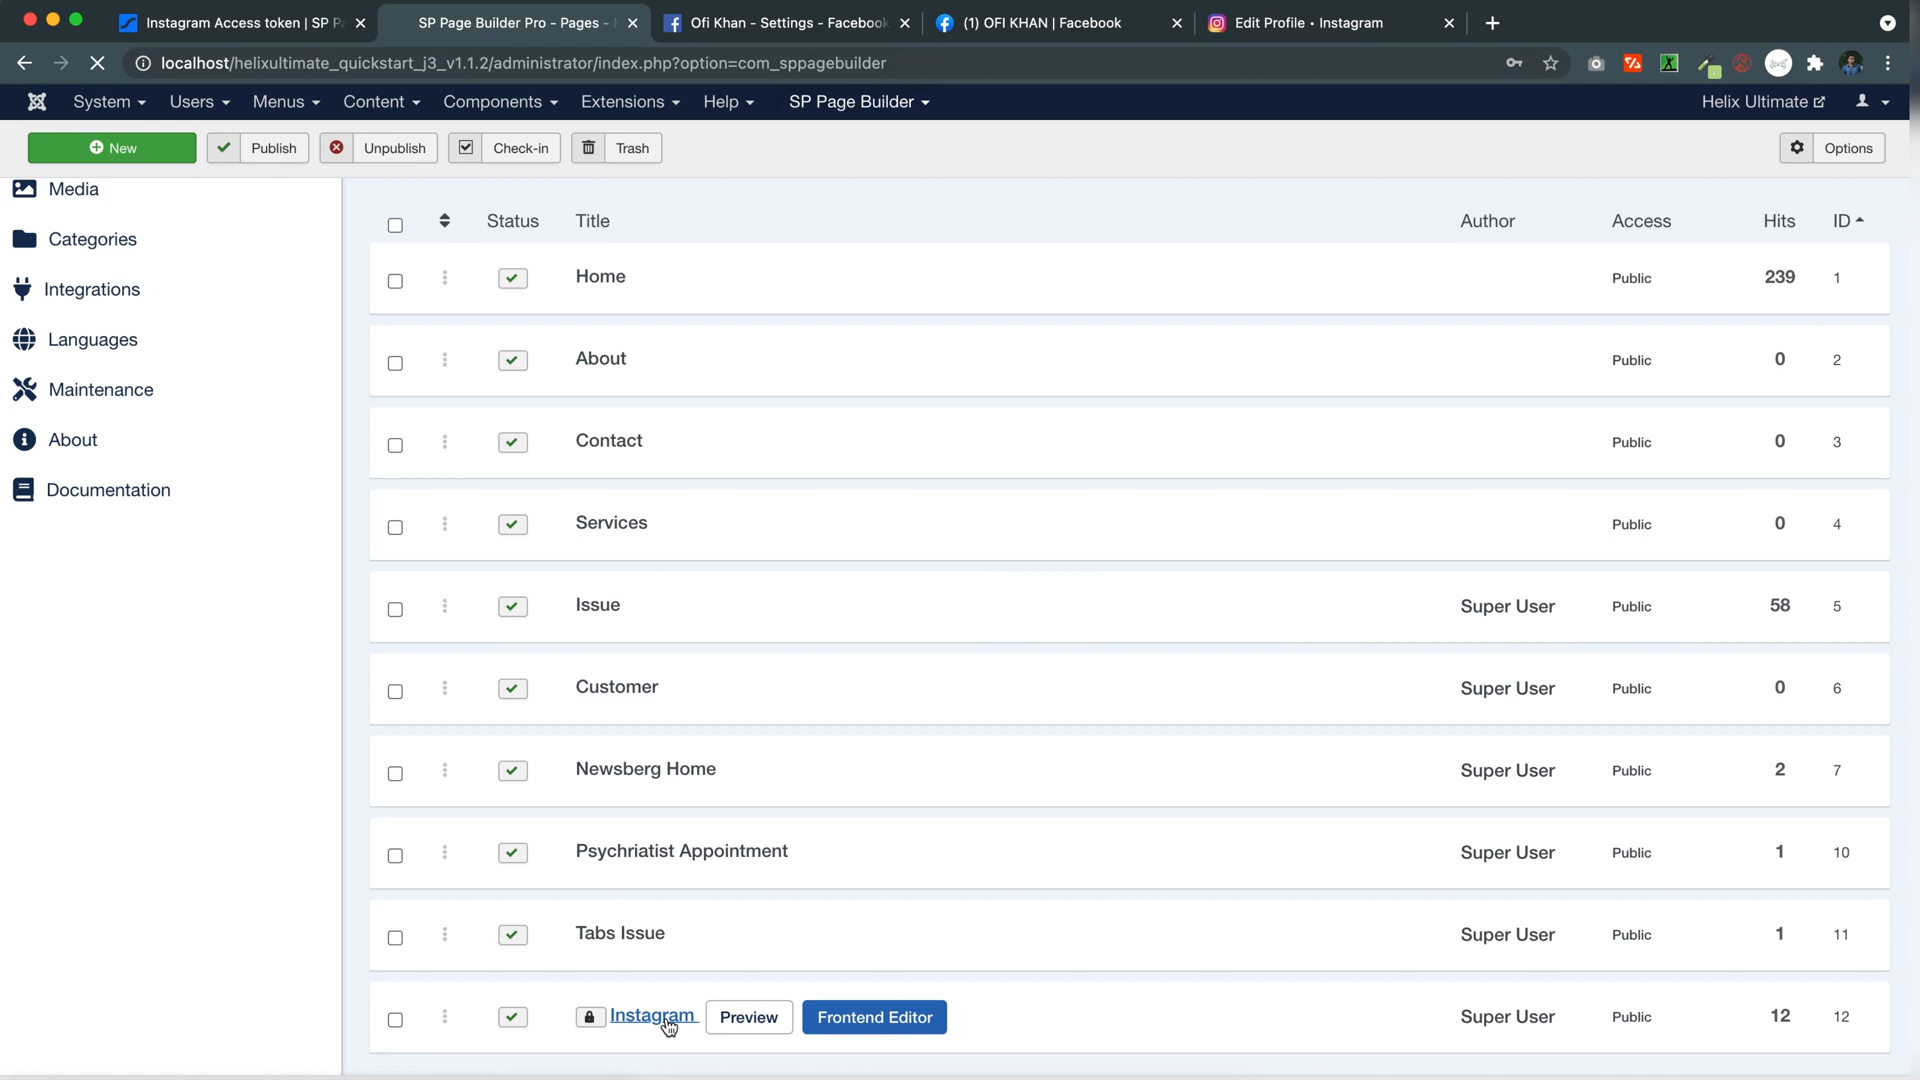 Instagram Access token | SP P
SP Page Builder Pro - Pages -
Ofi Khan - Settings - Facebook
(1) OFI KHAN | Facebook
Edit Profile • Instagram
localhost/helixultimate_quickstart_j3_v1.1.2/administrator/index.php?option=com_sppagebuilder
System Users Menus Content Components Extensions Help SP Page Builder Helix Ultimate
New Publish Unpublish Check-in Trash Options
Media
Categories
Integrations
Languages
Maintenance
About
Documentation
Status Title Author Access Hits ID
Home Public 239 1
About Public 0 2
Contact Public 0 3
Services Public 0 4
Issue Super User Public 58 5
Customer Super User Public 0 6
Newsberg Home Super User Public 2 7
Psychriatist Appointment Super User Public 1 10
Tabs Issue Super User Public 1 11
Instagram Preview Frontend Editor Super User Public 12 12